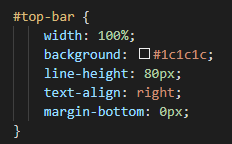 #top-bar {
width: 100%;
background: #1c1c1c;
line-height: 80px;
text-align: right;
margin-bottom: 0px;
}